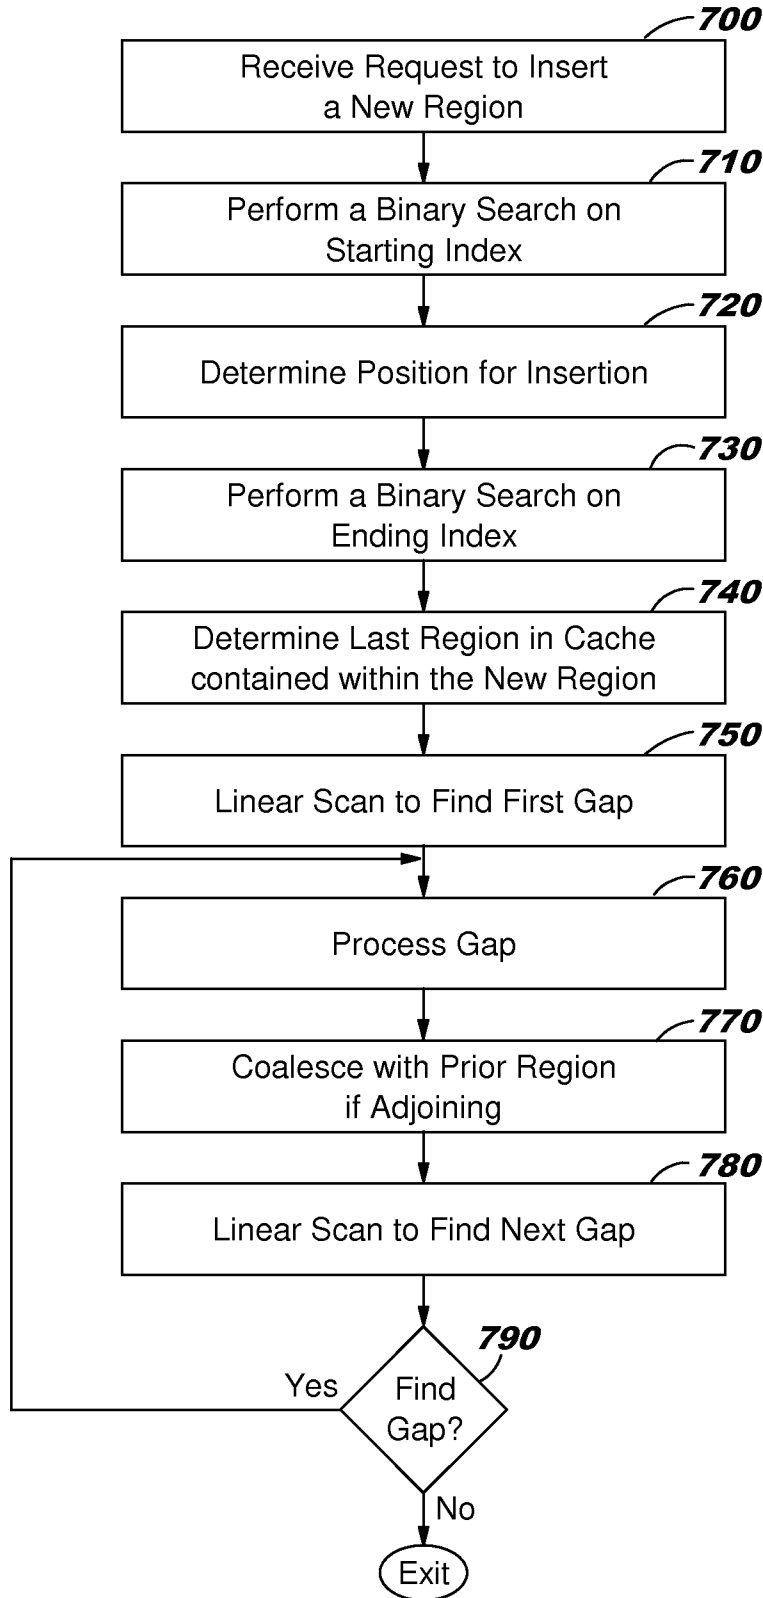 700
Receive Request to Insert
a New Region
710
Perform a Binary Search on
Starting Index
720
Determine Position for Insertion
730
Perform a Binary Search on
Ending Index
740
Determine Last Region in Cache
contained within the New Region
750
Linear Scan to Find First Gap
760
Process Gap
770
Coalesce with Prior Region
if Adjoining
780
Linear Scan to Find Next Gap
790
Yes
Find
Gap?
No
Exit